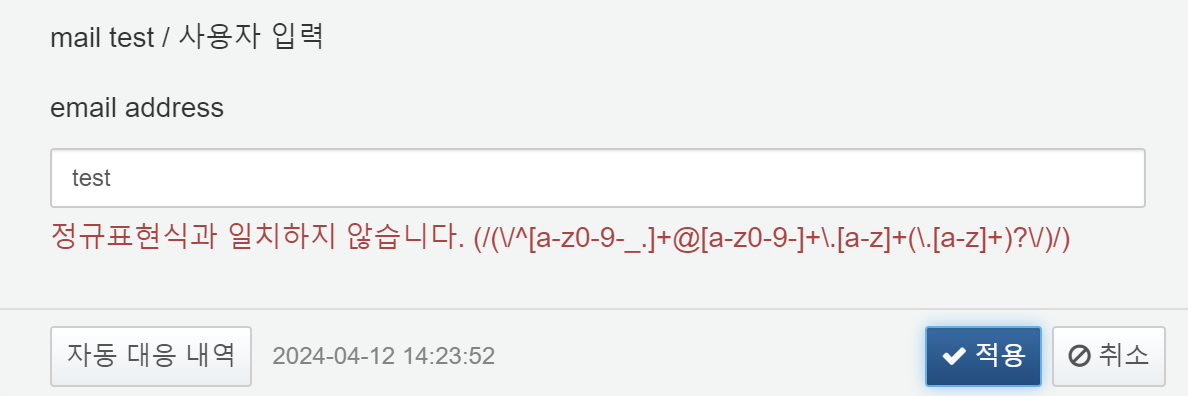 mail test / 사용자 입력
email address
test
정규표현식과 일치하지 않습니다. (/(\/^[a-z0-9-_.]+@[a-z0-9-]+\.[a-z]+(\.[a-z]+)?\/)/)
자동 대응 내역 2024-04-12 14:23:52 적용 취소